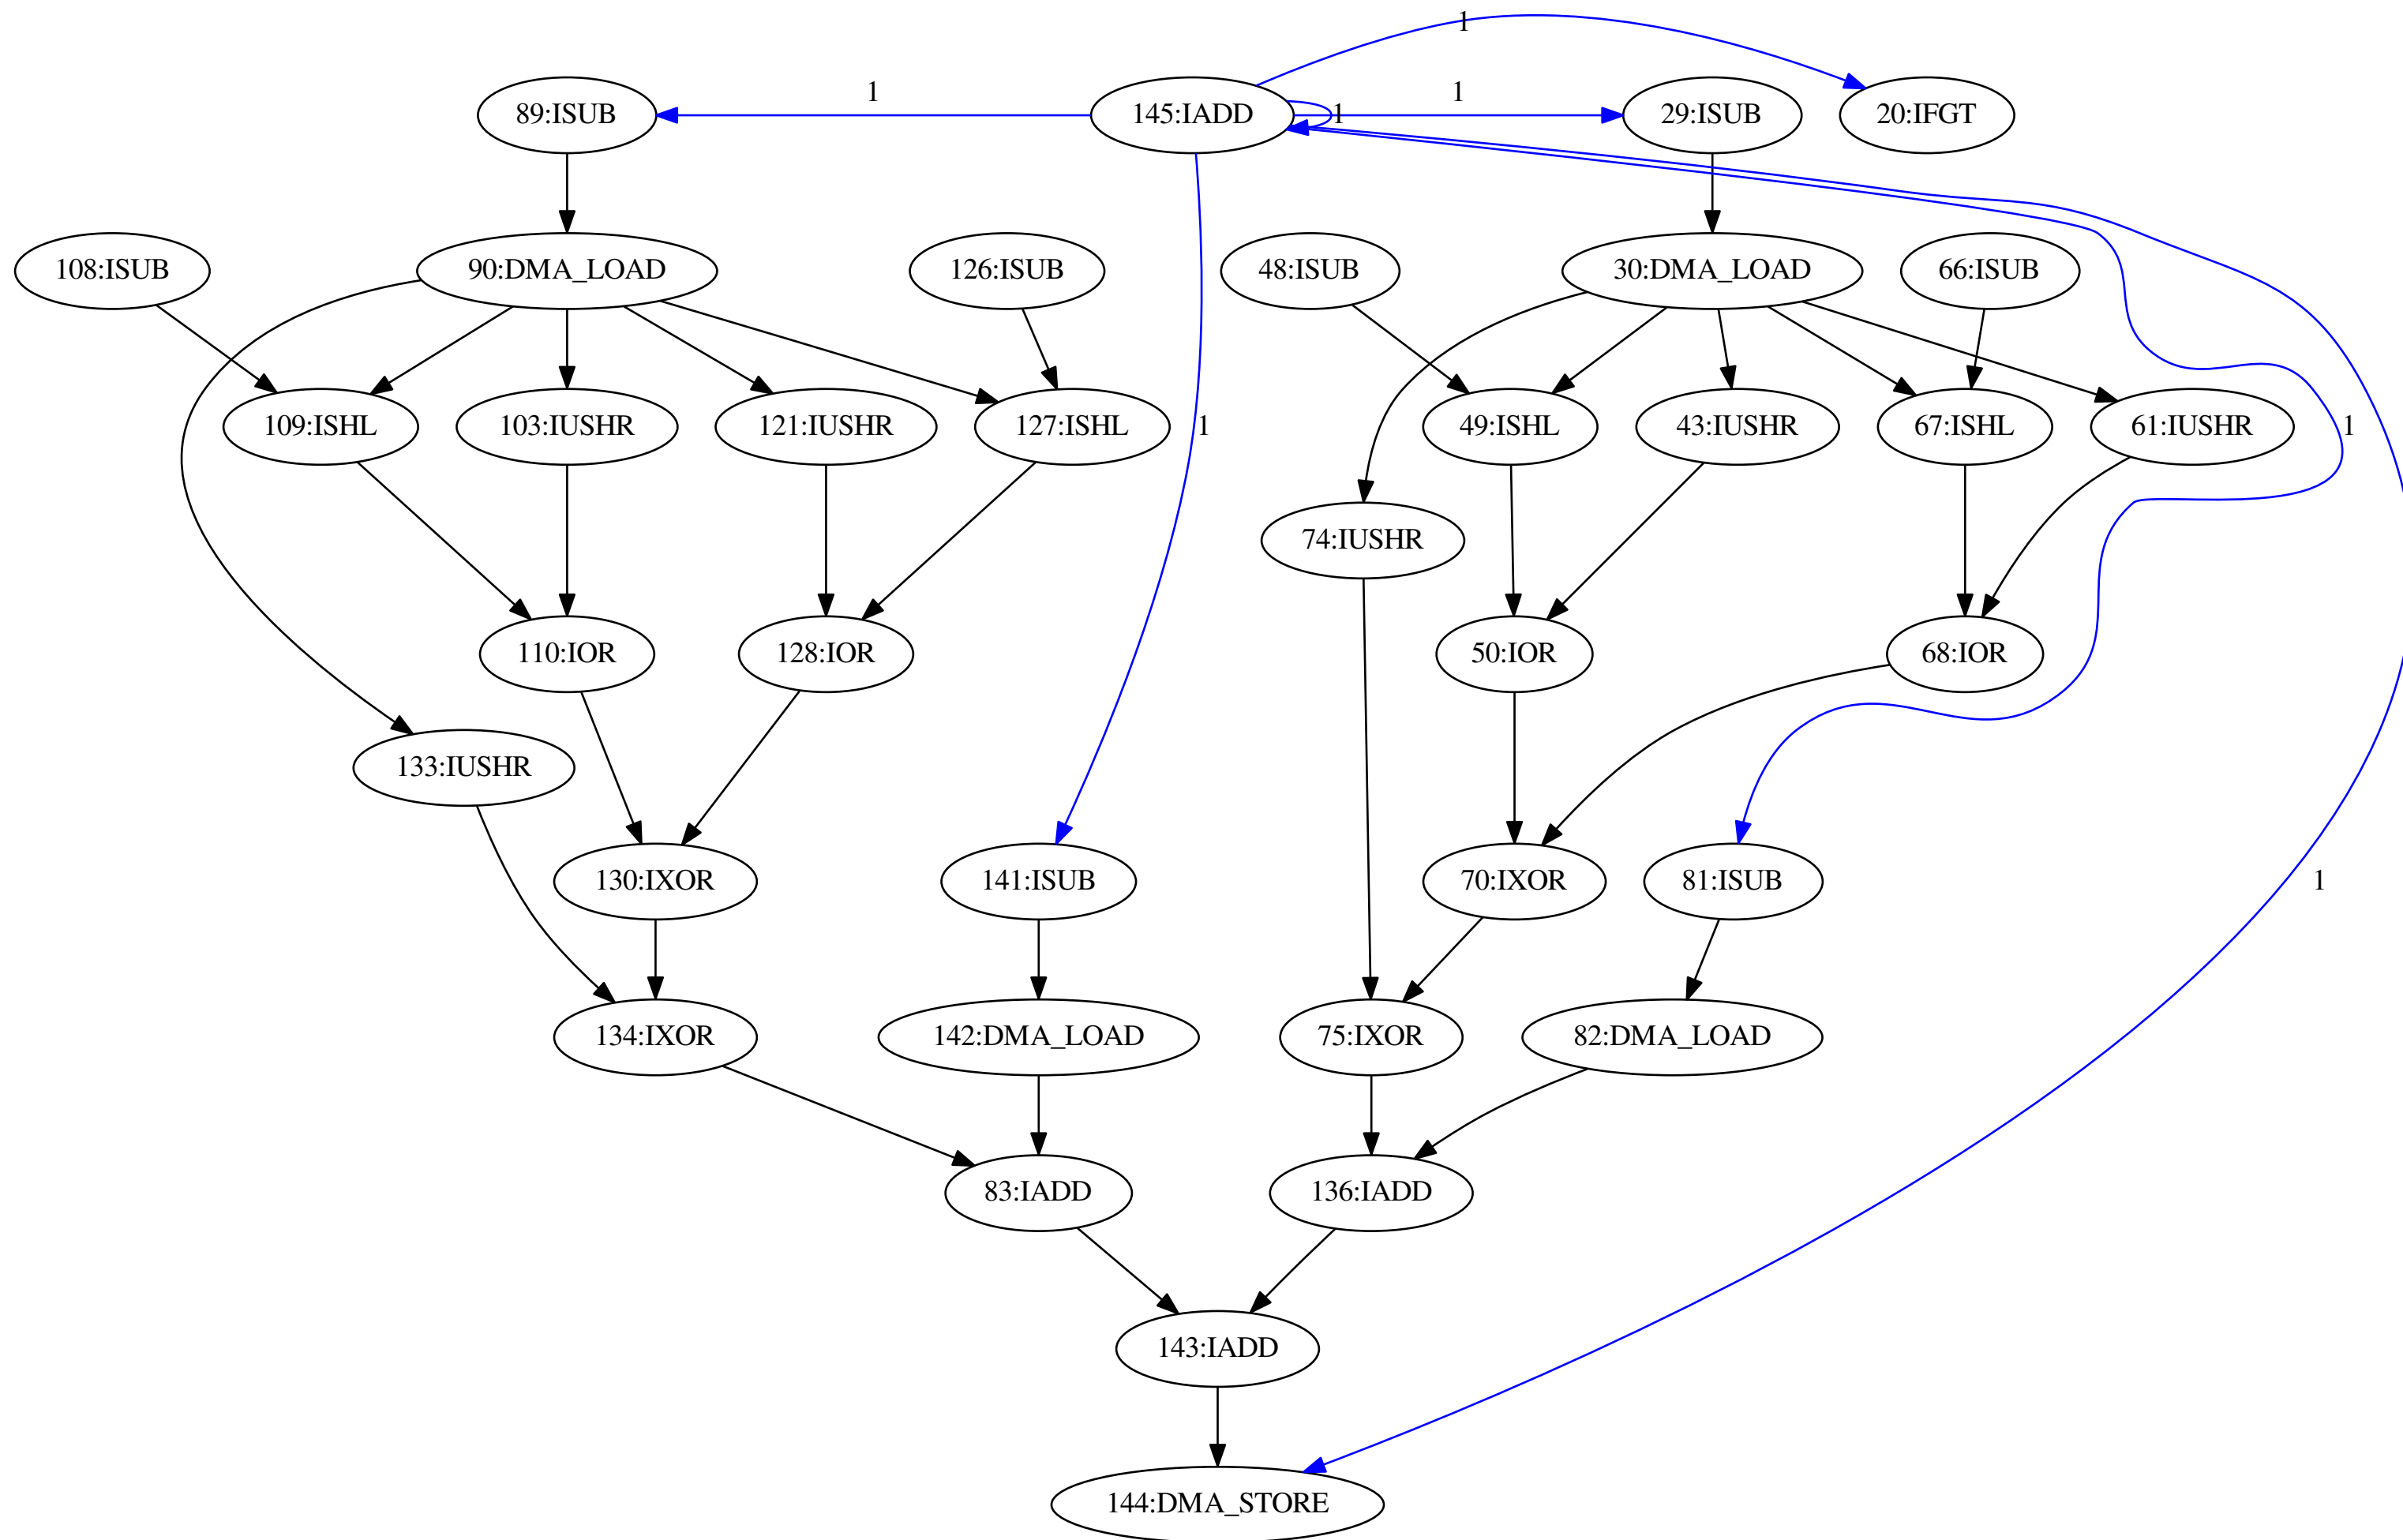 1
1
1
89:ISUB
145:IADD
1
29:ISUB
20:IFGT
108:ISUB
90:DMA_LOAD
126:ISUB
48:ISUB
30:DMA_LOAD
66:ISUB
109:ISHL
103:IUSHR
121:IUSHR
127:ISHL
1
49:ISHL
43:IUSHR
67:ISHL
61:IUSHR
1
74:IUSHR
110:IOR
128:IOR
50:IOR
68:IOR
133:IUSHR
130:IXOR
141:ISUB
70:IXOR
81:ISUB
1
134:IXOR
142:DMA_LOAD
75:IXOR
82:DMA_LOAD
83:IADD
136:IADD
143:IADD
144:DMA_STORE